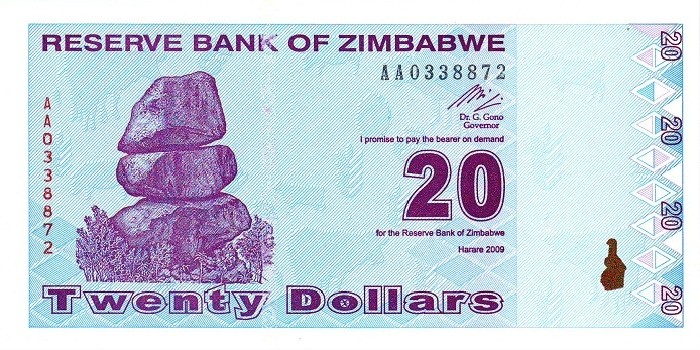 RESERVE BANK OF ZIMBABWE
AA0338872
AA0338872
Dr. G. Gono
Governor
I promise to pay the bearer on demand
20
for the Reserve Bank of Zimbabwe
Harare 2009
Twenty Dollars
20
20
20
20